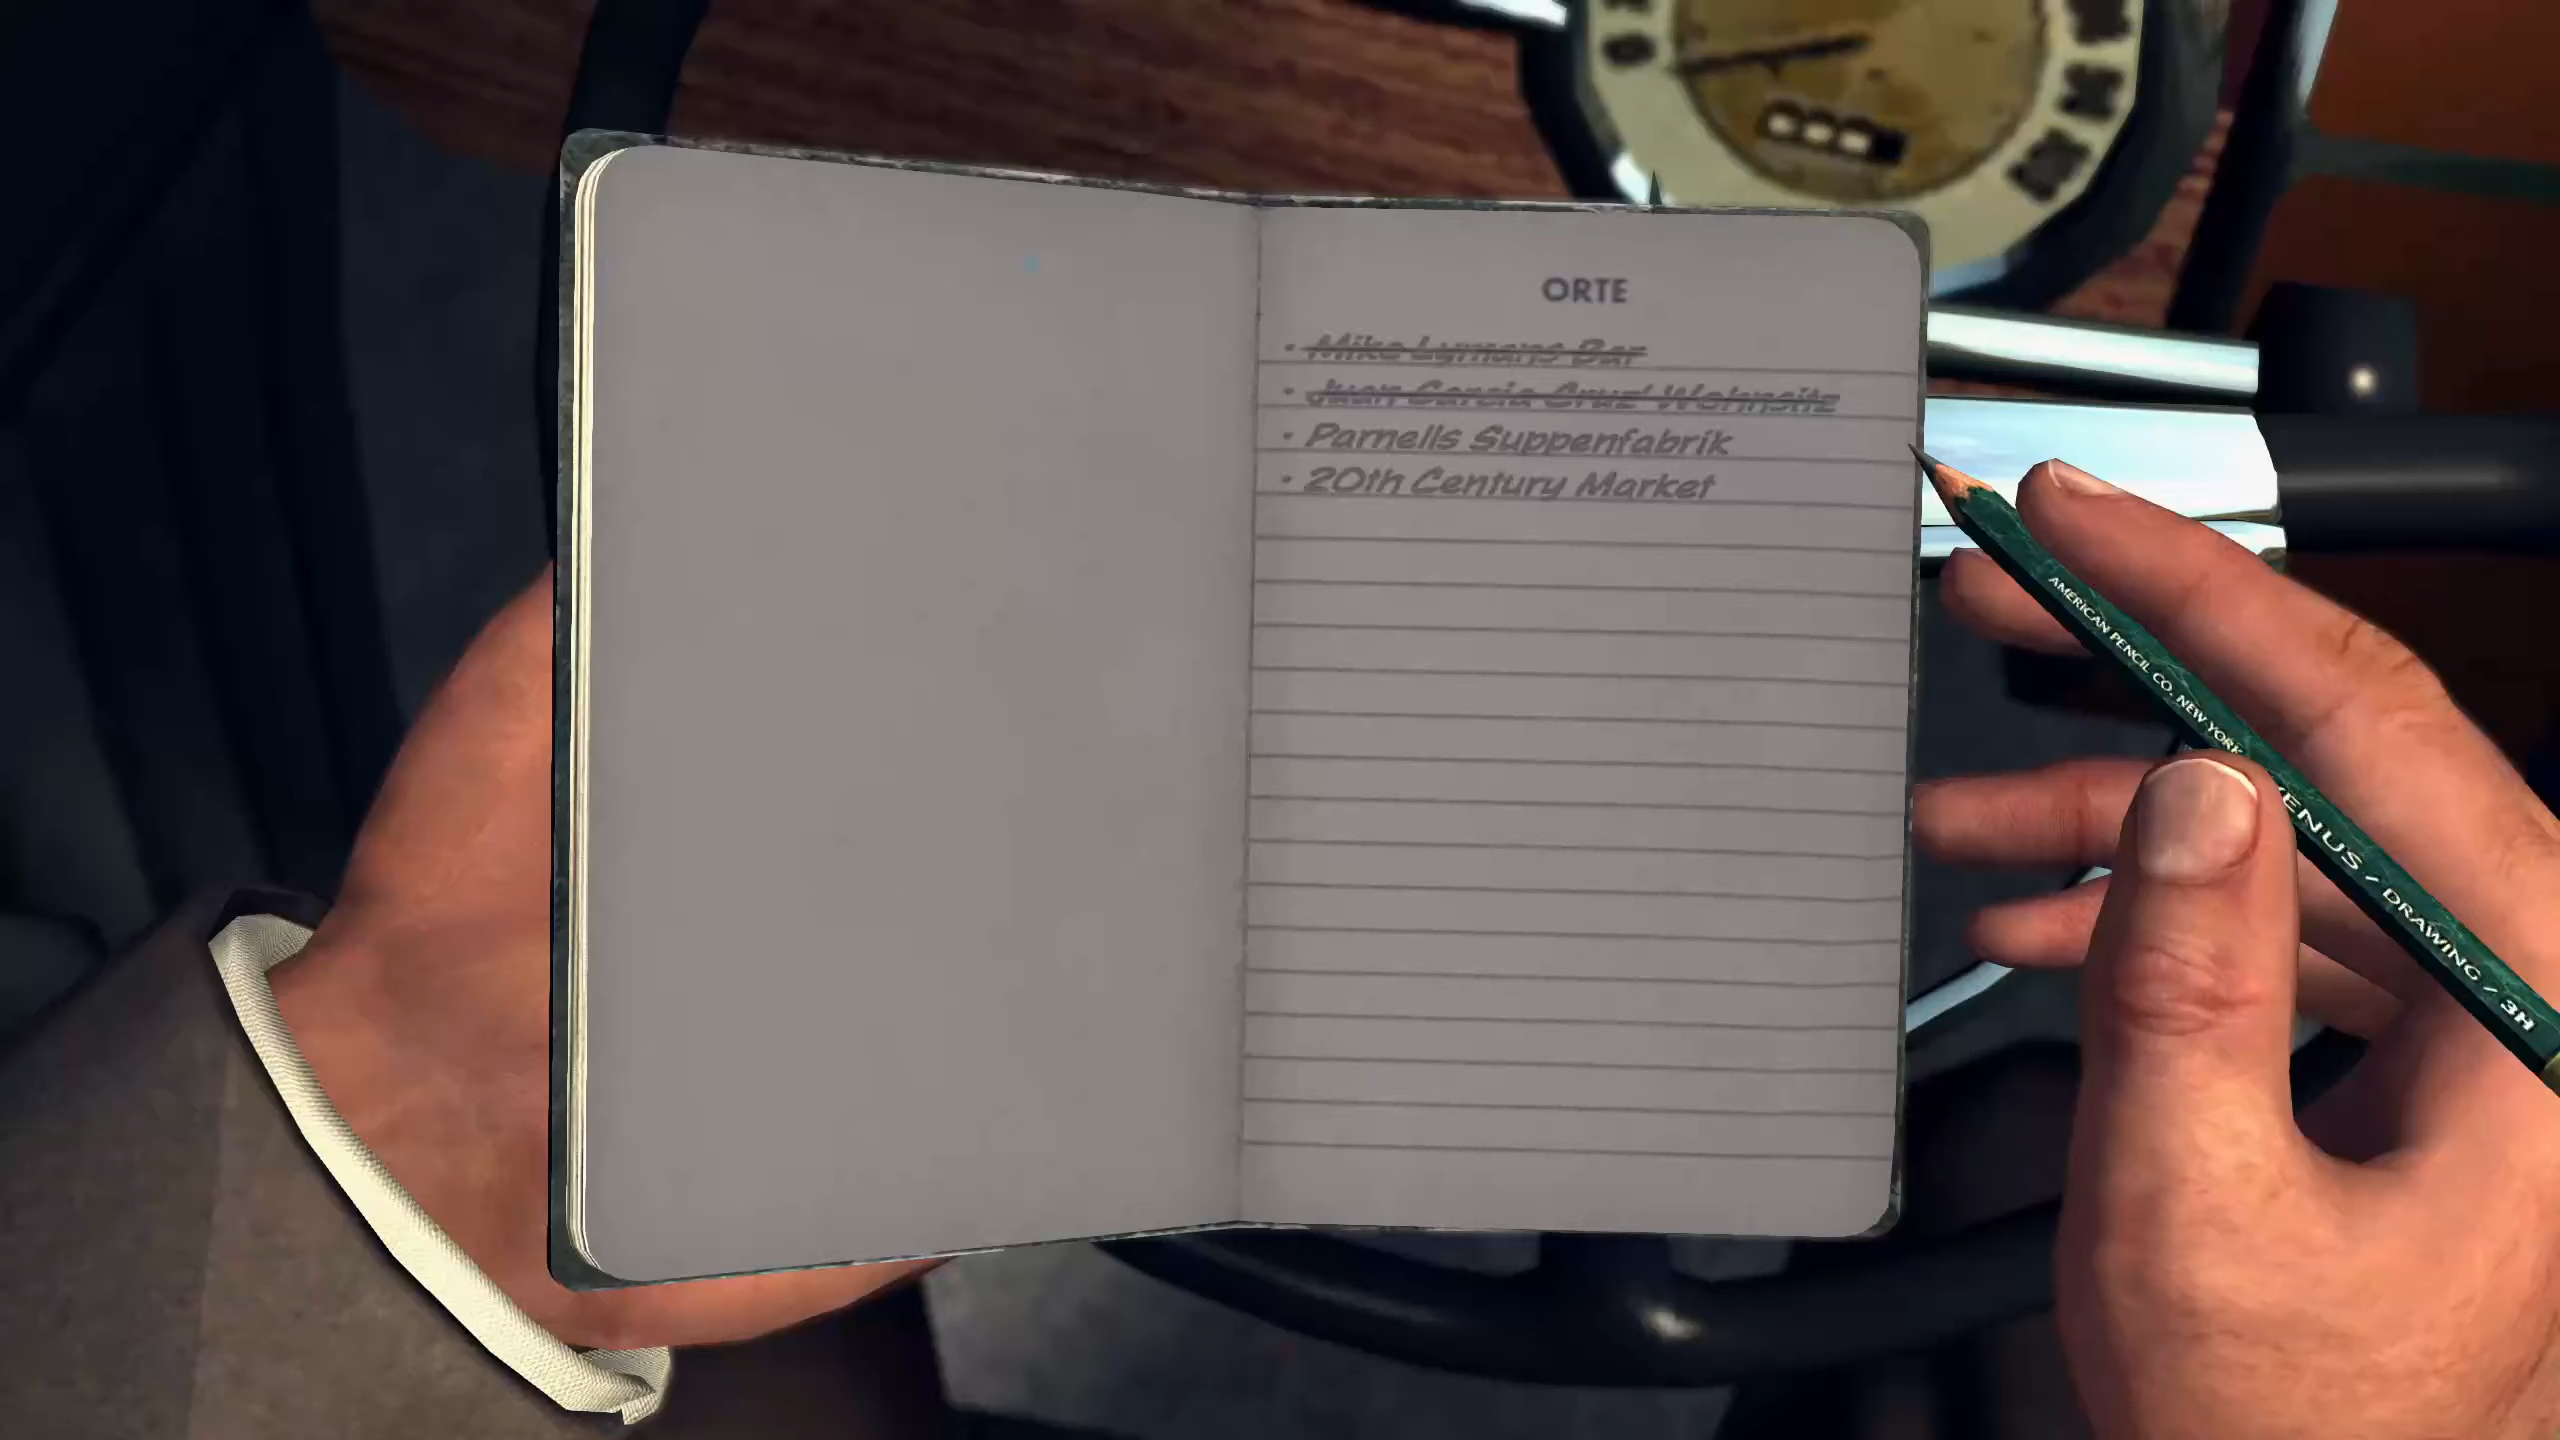 ORTE
• Mike Lymans Bar
• Juan Garcia Cruz' Wohnsitz
• Parnells Suppenfabrik
• 20th Century Market
AMERICAN PENCIL CO. NEW YORK
VENUS / DRAWING / 3H